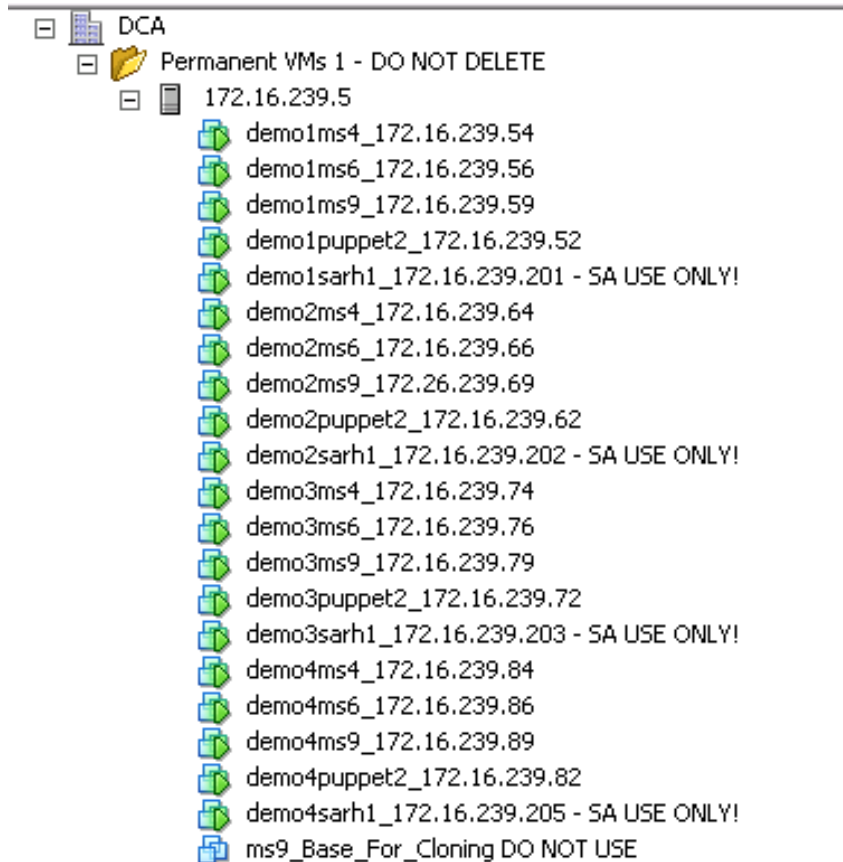 DCA
Permanent VMs 1 - DO NOT DELETE
172.16.239.5
demo1ms4_172.16.239.54
demo1ms6_172.16.239.56
demo1ms9_172.16.239.59
demo1puppet2_172.16.239.52
demo1sarh1_172.16.239.201 - SA USE ONLY!
demo2ms4_172.16.239.64
demo2ms6_172.16.239.66
demo2ms9_172.26.239.69
demo2puppet2_172.16.239.62
demo2sarh1_172.16.239.202 - SA USE ONLY!
demo3ms4_172.16.239.74
demo3ms6_172.16.239.76
demo3ms9_172.16.239.79
demo3puppet2_172.16.239.72
demo3sarh1_172.16.239.203 - SA USE ONLY!
demo4ms4_172.16.239.84
demo4ms6_172.16.239.86
demo4ms9_172.16.239.89
demo4puppet2_172.16.239.82
demo4sarh1_172.16.239.205 - SA USE ONLY!
ms9_Base_For_Cloning DO NOT USE